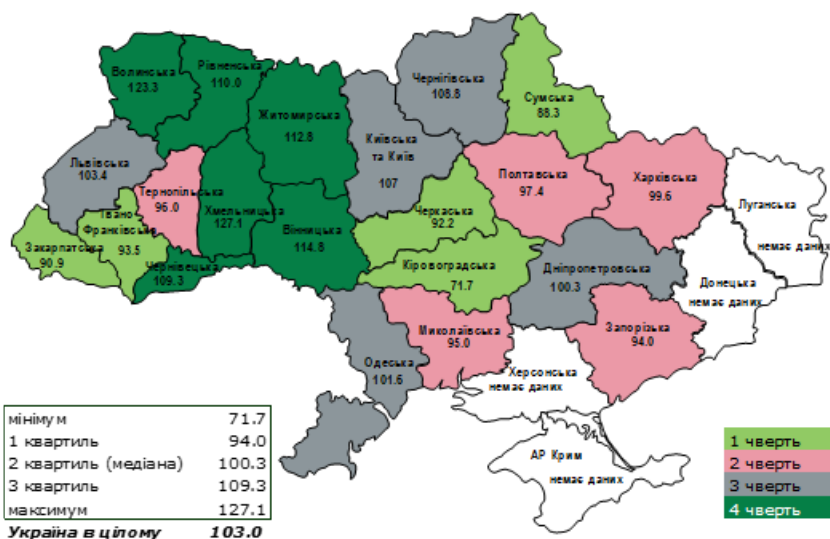 Волинська
123.3
Рівненська
110.0
Житомирська
112.8
Чернігівська
108.8
Сумська
88.3
Київська
та Київ
107
Львівська
103.4
Тернопільська
96.0
Хмельницька
127.1
Вінницька
114.8
Івано
Франківська
93.5
Закарпатська
90.9
Чернівецька
109.3
Черкаська
92.2
Полтавська
97.4
Харківська
99.6
Луганська
немає даних
Кіровоградська
71.7
Дніпропетровська
100.3
Донецька
немає даних
Миколаївська
95.0
Запорізька
94.0
Одеська
101.6
Херсонська
немає даних
АР Крим
немає даних
мінімум 71.7
1 квартиль 94.0
2 квартиль (медіана) 100.3
3 квартиль 109.3
максимум 127.1
Україна в цілому 103.0
1 чверть
2 чверть
3 чверть
4 чверть